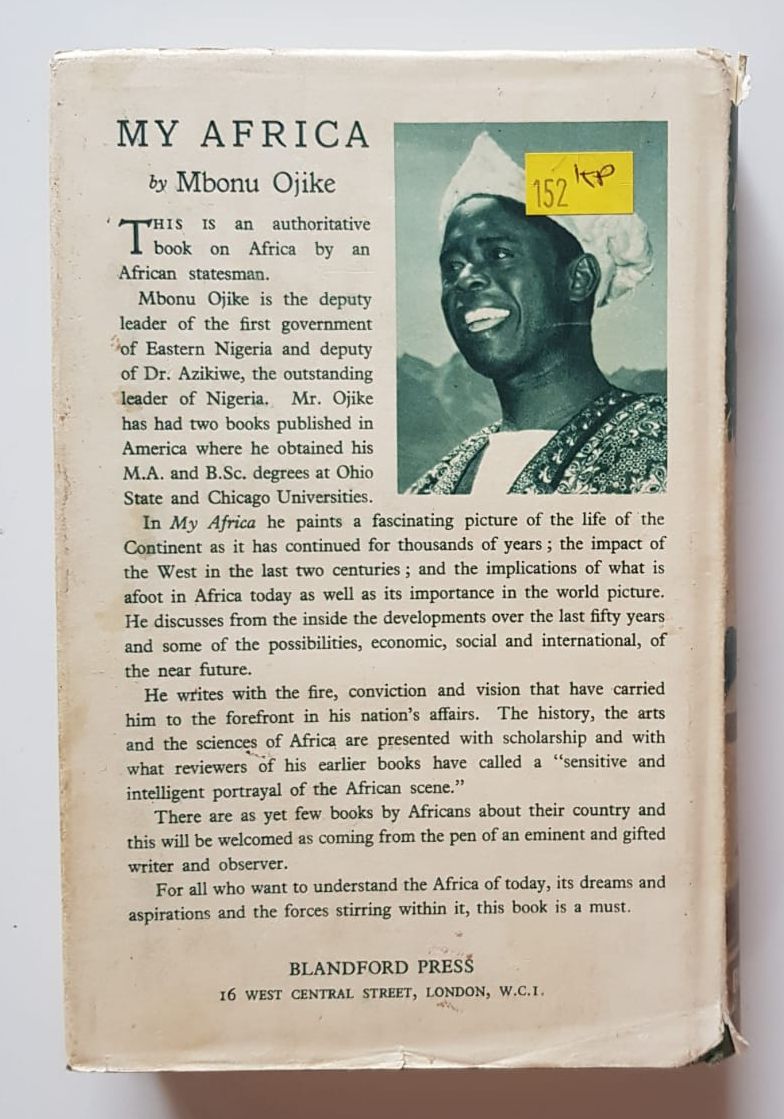 MY AFRICA
by Mbonu Ojike
THIS IS an authoritative
book on Africa by an
African statesman.
Mbonu Ojike is the deputy
leader of the first government
of Eastern Nigeria and deputy
of Dr. Azikiwe, the outstanding
leader of Nigeria. Mr. Ojike
has had two books published in
America where he obtained his
M.A. and B.Sc. degrees at Ohio
State and Chicago Universities.
152
In My Africa he paints a fascinating picture of the life of the
Continent as it has continued for thousands of years; the impact of
the West in the last two centuries; and the implications of what is
afoot in Africa today as well as its importance in the world picture.
He discusses from the inside the developments over the last fifty years
and some of the possibilities, economic, social and international, of
the near future.
He writes with the fire, conviction and vision that have carried
him to the forefront in his nation's affairs. The history, the arts
and the sciences of Africa are presented with scholarship and with
what reviewers of his earlier books have called a "sensitive and
intelligent portrayal of the African scene."
There are as yet few books by Africans about their country and
this will be welcomed as coming from the pen of an eminent and gifted
writer and observer.
For all who want to understand the Africa of today, its dreams and
aspirations and the forces stirring within it, this book is a must.
BLANDFORD PRESS
16 WEST CENTRAL STREET, LONDON, W.C.1.